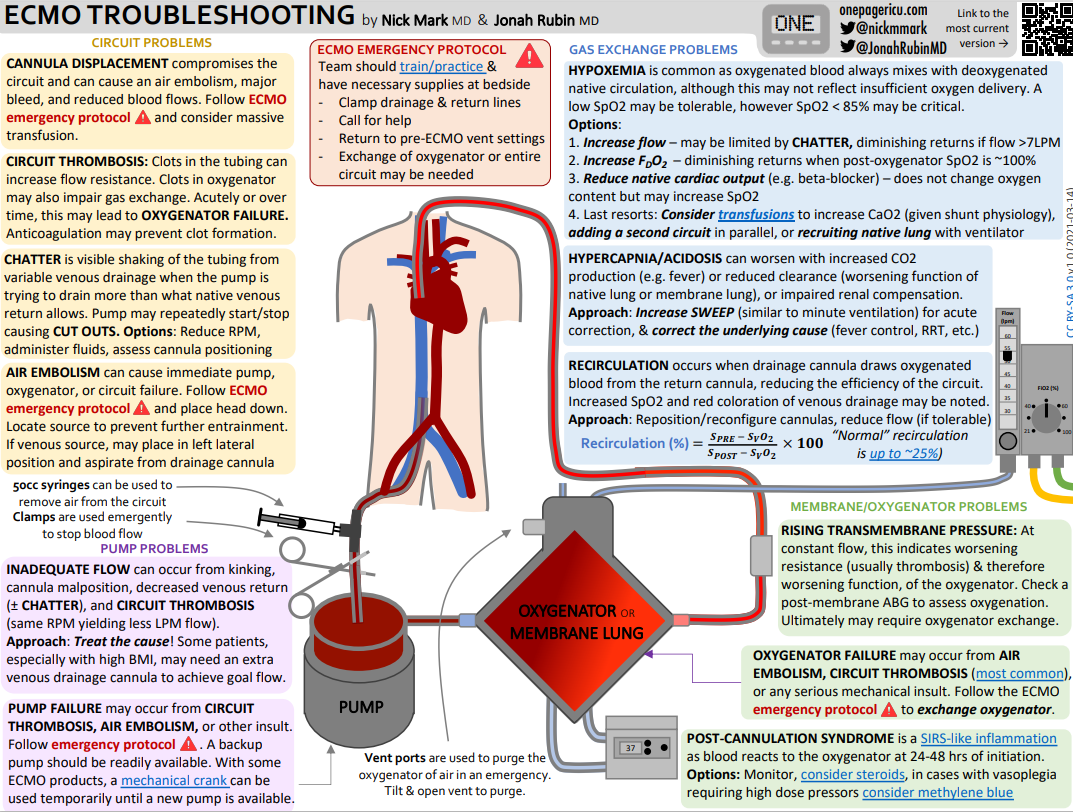 ECMO TROUBLESHOOTING by Nick Mark MD & Jonah Rubin MD
ONE
onepagericu.com
@nickmmark
@JonahRubinMD
Link to the
most current
version →
CIRCUIT PROBLEMS
CANNULA DISPLACEMENT compromises the
circuit and can cause an air embolism, major
bleed, and reduced blood flows. Follow ECMO
emergency protocol and consider massive
transfusion.
CIRCUIT THROMBOSIS: Clots in the tubing can
increase flow resistance. Clots in oxygenator
may also impair gas exchange. Acutely or over
time, this may lead to OXYGENATOR FAILURE.
Anticoagulation may prevent clot formation.
CHATTER is visible shaking of the tubing from
variable venous drainage when the pump is
trying to drain more than what native venous
return allows. Pump may repeatedly start/stop
causing CUT OUTS. Options: Reduce RPM,
administer fluids, assess cannula positioning
AIR EMBOLISM can cause immediate pump,
oxygenator, or circuit failure. Follow ECMO
emergency protocol and place head down.
Locate source to prevent further entrainment.
If venous source, may place in left lateral
position and aspirate from drainage cannula
50cc syringes can be used to
remove air from the circuit
Clamps are used emergently
to stop blood flow
PUMP PROBLEMS
INADEQUATE FLOW can occur from kinking,
cannula malposition, decreased venous return
(± CHATTER), and CIRCUIT THROMBOSIS
(same RPM yielding less LPM flow).
Approach: Treat the cause! Some patients,
especially with high BMI, may need an extra
venous drainage cannula to achieve goal flow.
PUMP FAILURE may occur from CIRCUIT
THROMBOSIS, AIR EMBOLISM, or other insult.
Follow emergency protocol . A backup
pump should be readily available. With some
ECMO products, a mechanical crank can be
used temporarily until a new pump is available.
ECMO EMERGENCY PROTOCOL
Team should train/practice &
have necessary supplies at bedside
- Clamp drainage & return lines
- Call for help
- Return to pre-ECMO vent settings
- Exchange of oxygenator or entire
circuit may be needed
PUMP
OXYGENATOR OR
MEMBRANE LUNG
37
Vent ports are used to purge the
oxygenator of air in an emergency.
Tilt & open vent to purge.
GAS EXCHANGE PROBLEMS
HYPOXEMIA is common as oxygenated blood always mixes with deoxygenated
native circulation, although this may not reflect insufficient oxygen delivery. A
low SpO2 may be tolerable, however SpO2 < 85% may be critical.
Options:
1. Increase flow – may be limited by CHATTER, diminishing returns if flow >7LPM
2. Increase FDO2 – diminishing returns when post-oxygenator SpO2 is ~100%
3. Reduce native cardiac output (e.g. beta-blocker) – does not change oxygen
content but may increase SpO2
4. Last resorts: Consider transfusions to increase CaO2 (given shunt physiology),
adding a second circuit in parallel, or recruiting native lung with ventilator
HYPERCAPNIA/ACIDOSIS can worsen with increased CO2
production (e.g. fever) or reduced clearance (worsening function of
native lung or membrane lung), or impaired renal compensation.
Approach: Increase SWEEP (similar to minute ventilation) for acute
correction, & correct the underlying cause (fever control, RRT, etc.)
RECIRCULATION occurs when drainage cannula draws oxygenated
blood from the return cannula, reducing the efficiency of the circuit.
Increased SpO2 and red coloration of venous drainage may be noted.
Approach: Reposition/reconfigure cannulas, reduce flow (if tolerable)
Recirculation (%) = (SPRE − SVO2) / (SPOST − SVO2) × 100
"Normal" recirculation
is up to ~25%)
CC BY-SA 3.0 v1.0 (2021-03-14)
Flow
(lpm)
60
55
45
40
35
30
FiO2 (%)
40
60
21
100
MEMBRANE/OXYGENATOR PROBLEMS
RISING TRANSMEMBRANE PRESSURE: At
constant flow, this indicates worsening
resistance (usually thrombosis) & therefore
worsening function, of the oxygenator. Check a
post-membrane ABG to assess oxygenation.
Ultimately may require oxygenator exchange.
OXYGENATOR FAILURE may occur from AIR
EMBOLISM, CIRCUIT THROMBOSIS (most common),
or any serious mechanical insult. Follow the ECMO
emergency protocol to exchange oxygenator.
POST-CANNULATION SYNDROME is a SIRS-like inflammation
as blood reacts to the oxygenator at 24-48 hrs of initiation.
Options: Monitor, consider steroids, in cases with vasoplegia
requiring high dose pressors consider methylene blue